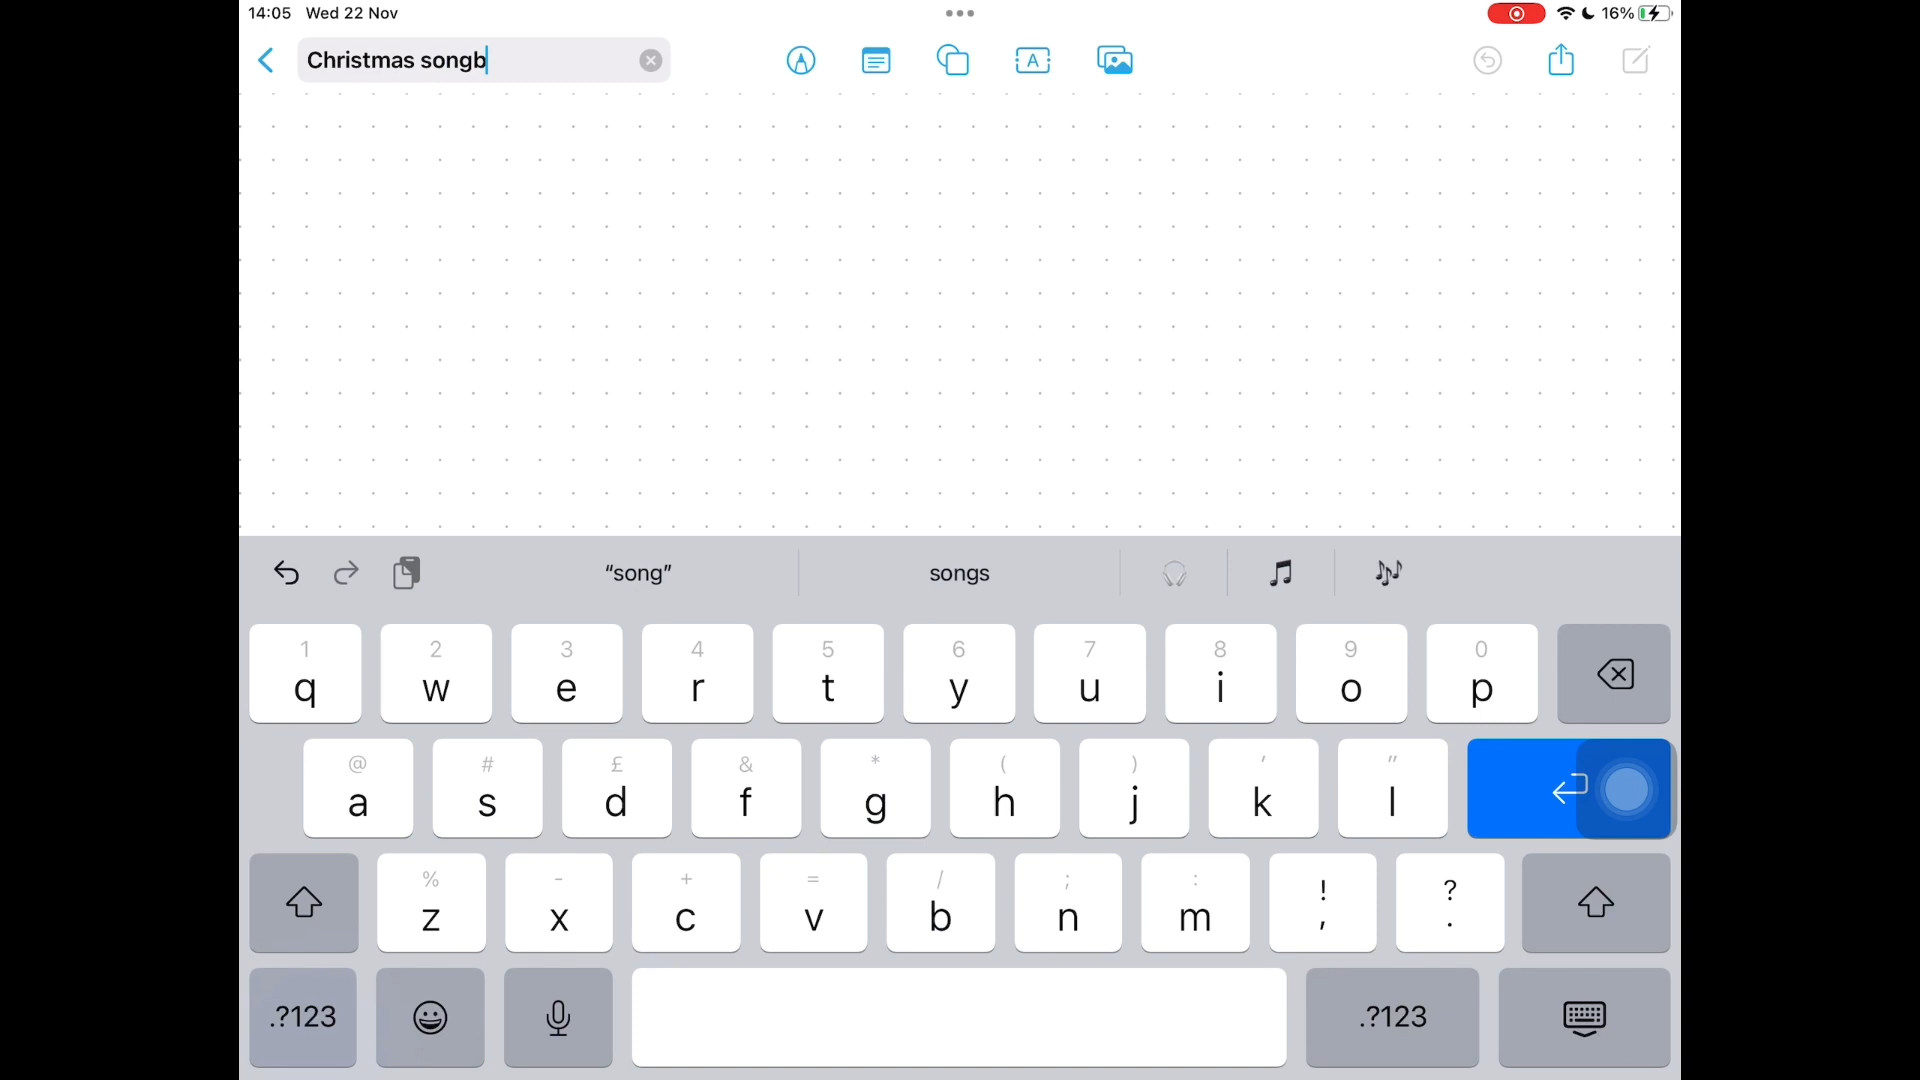 14:05 Wed 22 Nov 16%
Christmas songb
A
“song” songs
1 2 3 4 5 6 7 8 9 0
q w e r t y u i o p
@ # £ & * ( ) ' "
a s d f g h j k l
% - + = / ; : ! ?
z x c v b n m , .
.?123 .?123